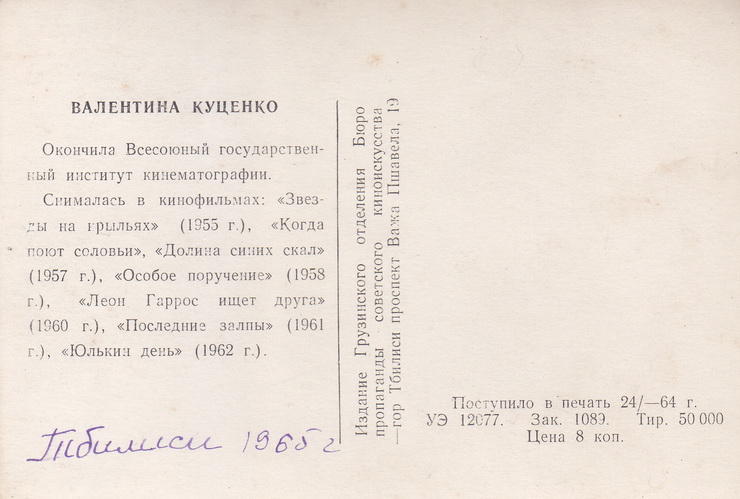 ВАЛЕНТИНА КУЦЕНКО
Окончила Всесоюзный государствен-
ный институт кинематографии.
Снималась в кинофильмах: «Звез-
ды на крыльях» (1955 г.), «Когда
поют соловьи», «Долина синих скал»
(1957 г.), «Особое поручение» (1958
г.), «Леон Гаррос ищет друга»
(1960 г.), «Последние залпы» (1961
г.), «Юлькин день» (1962 г.).
Тбилиси 1965 г
Издание Грузинского отделения Бюро
пропаганды советского киноискусства
—гор Тбилиси проспект Важа Пшавела, 19
Поступило в печать 24/—64 г.
УЭ 12077. Зак. 1089. Тир. 50 000
Цена 8 коп.